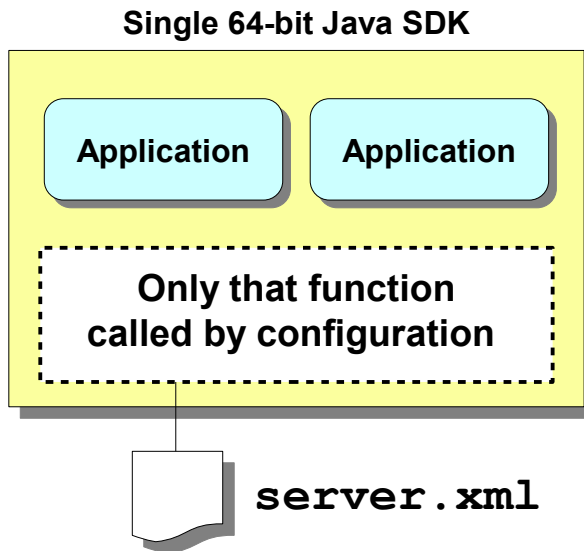 Single 64-bit Java SDK
Application
Application
Only that function
called by configuration
server.xml